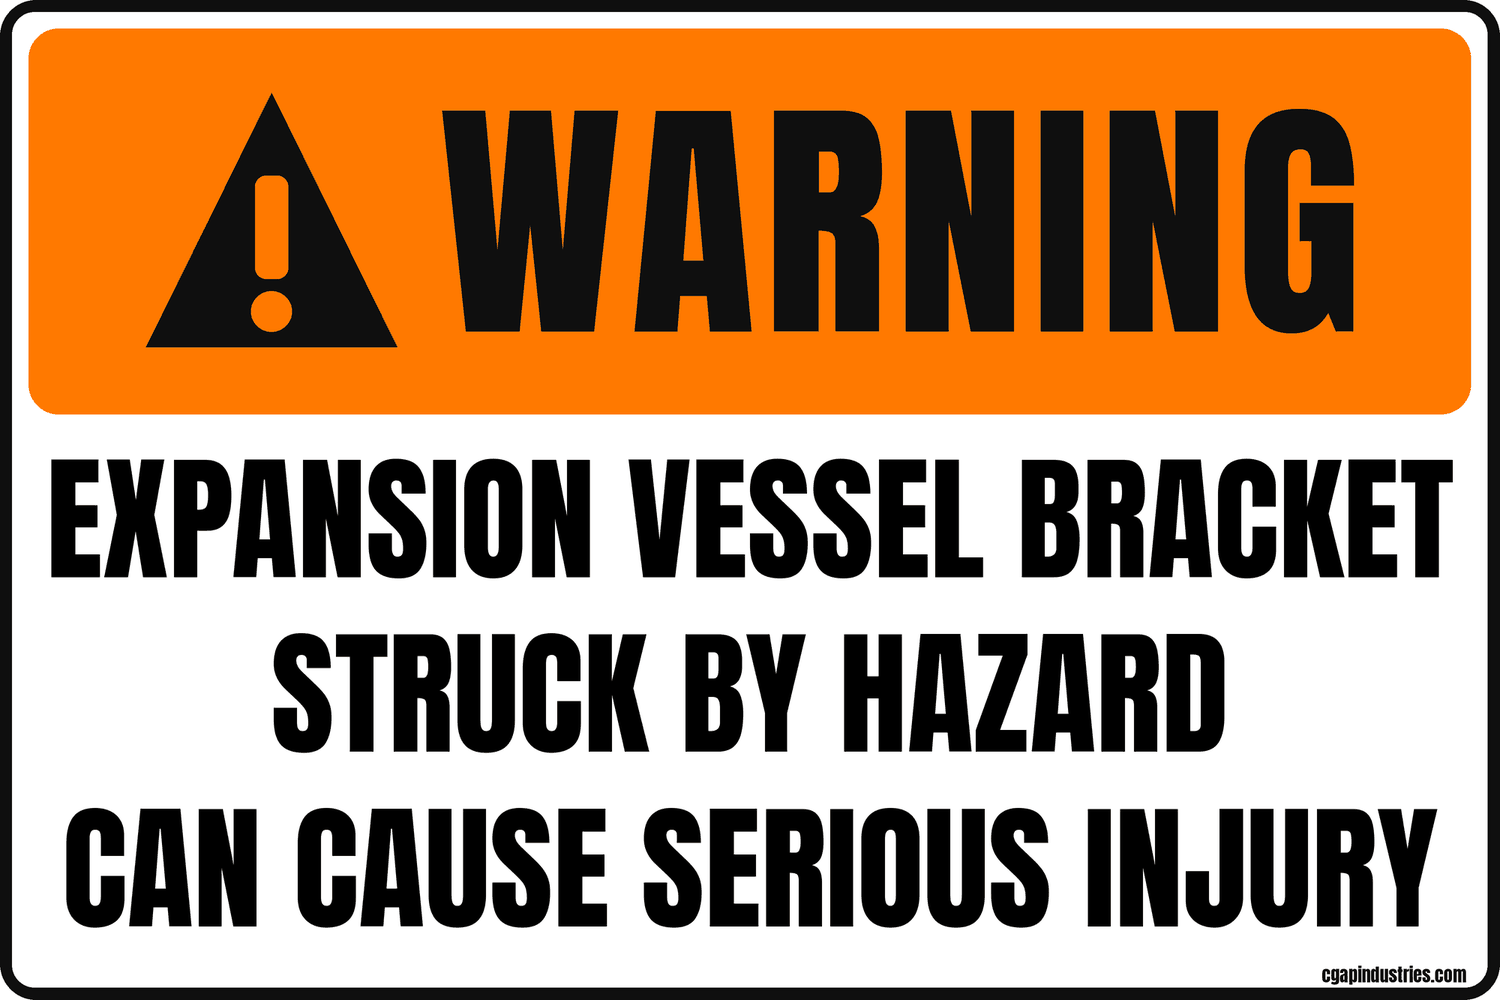 WARNING
EXPANSION VESSEL BRACKET
STRUCK BY HAZARD
CAN CAUSE SERIOUS INJURY
cgapindustries.com